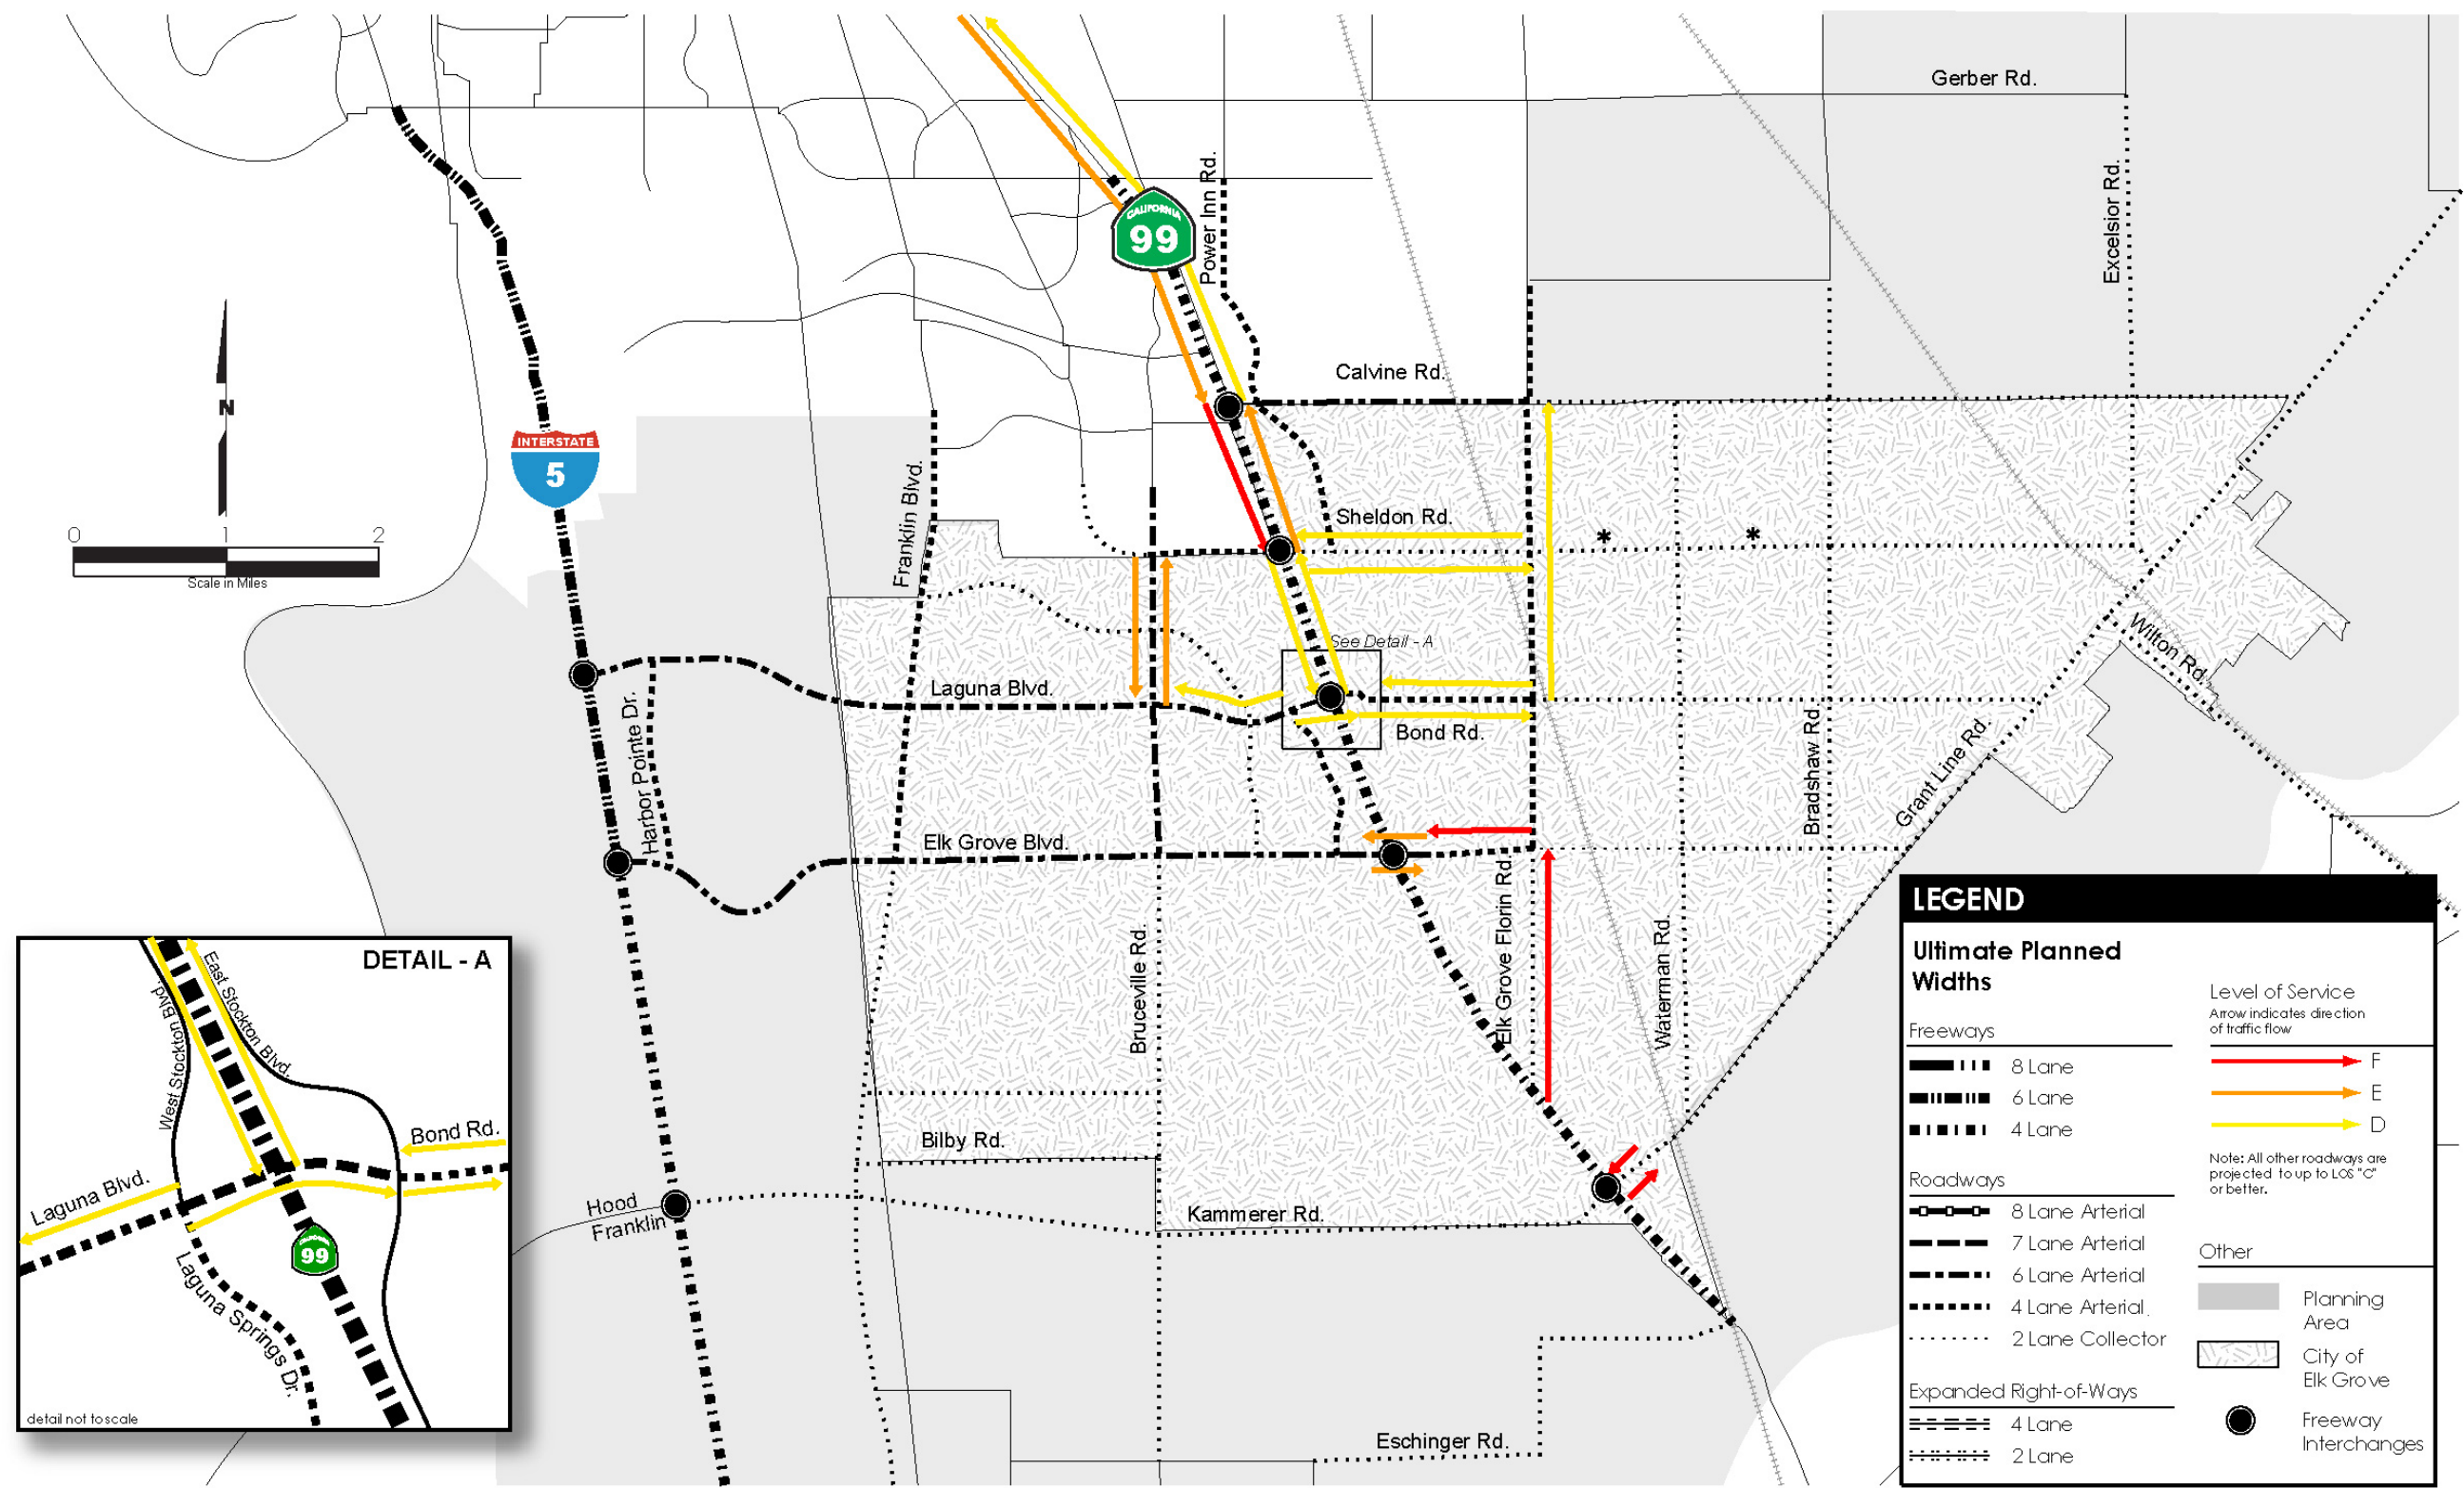 Gerber Rd.
Excelsior Rd.
Power Inn Rd.
CALIFORNIA
99
Calvine Rd.
N
INTERSTATE
5
Franklin Blvd.
Sheldon Rd.
*
*
0
1
2
Scale in Miles
See Detail - A
Wilton Rd.
Laguna Blvd.
Harbor Pointe Dr.
Bond Rd.
Bradshaw Rd.
Grant Line Rd.
Elk Grove Blvd.
Elk Grove Florin Rd.
Bruceville Rd.
Waterman Rd.
Bilby Rd.
Hood
Franklin
Kammerer Rd.
Eschinger Rd.
DETAIL - A
East Stockton Blvd.
West Stockton Blvd.
Bond Rd.
Laguna Blvd.
CALIFORNIA
99
Laguna Springs Dr.
detail not to scale
LEGEND
Ultimate Planned
Widths
Freeways
8 Lane
6 Lane
4 Lane
Roadways
8 Lane Arterial
7 Lane Arterial
6 Lane Arterial
4 Lane Arterial.
2 Lane Collector
Expanded Right-of-Ways
4 Lane
2 Lane
Level of Service
Arrow indicates direction
of traffic flow
F
E
D
Note: All other roadways are
projected to up to LOS "C"
or better.
Other
Planning
Area
City of
Elk Grove
Freeway
Interchanges